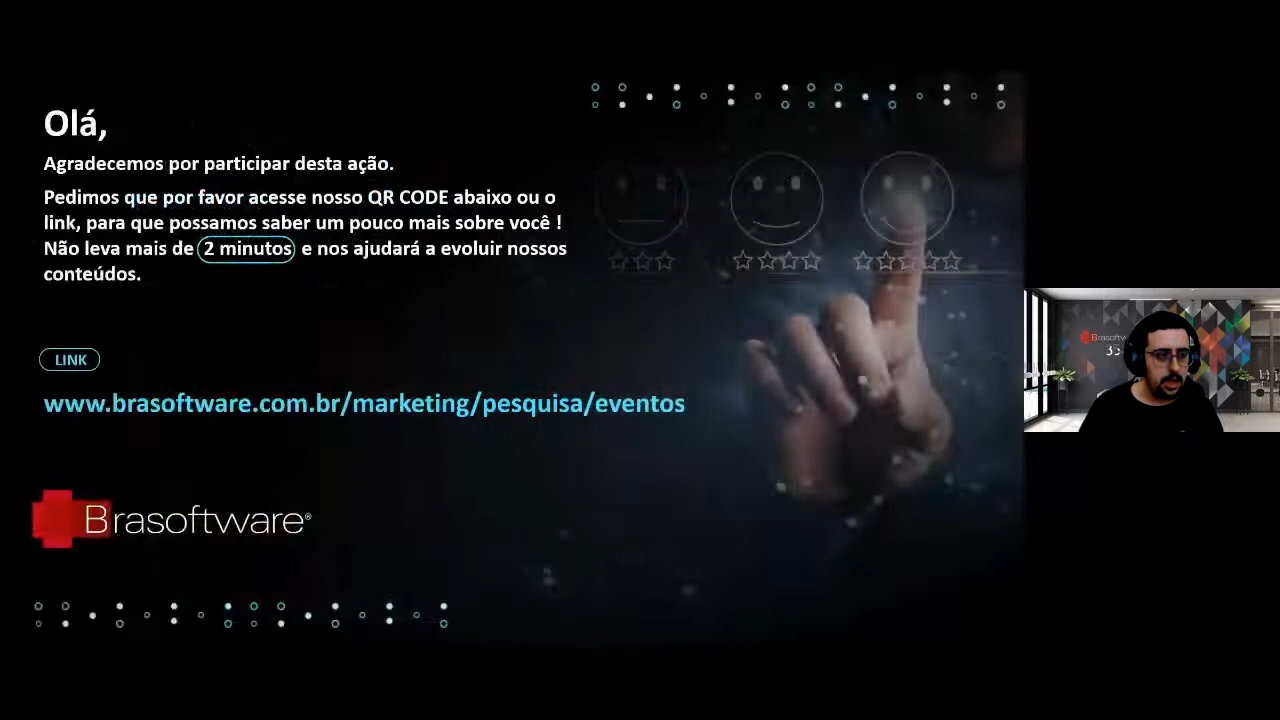 Olá,
Agradecemos por participar desta ação.
Pedimos que por favor acesse nosso QR CODE abaixo ou o
link, para que possamos saber um pouco mais sobre você !
Não leva mais de 2 minutos e nos ajudará a evoluir nossos
conteúdos.
LINK
www.brasoftware.com.br/marketing/pesquisa/eventos
Brasoftware®